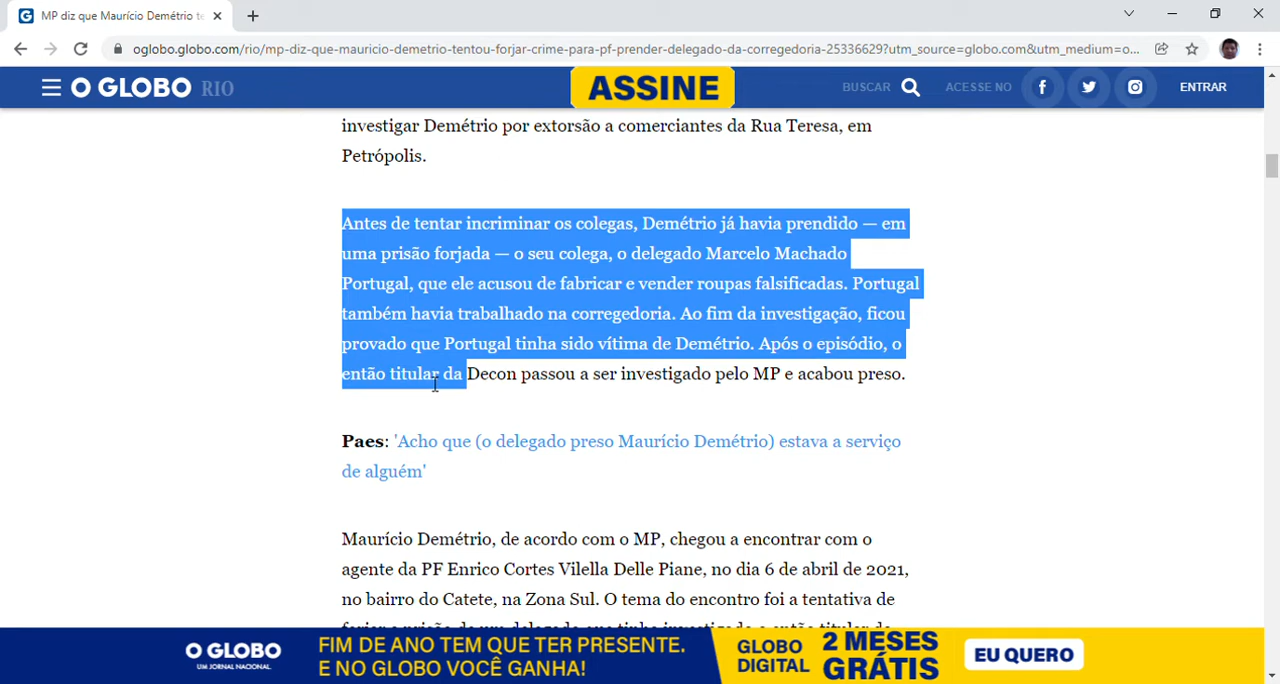 MP diz que Maurício Demétrio te
oglobo.globo.com/rio/mp-diz-que-mauricio-demetrio-tentou-forjar-crime-para-pf-prender-delegado-da-corregedoria-25336629?utm_source=globo.com&utm_medium=o...
O GLOBO RIO
ASSINE
BUSCAR
ACESSE NO
ENTRAR
investigar Demétrio por extorsão a comerciantes da Rua Teresa, em
Petrópolis.
Antes de tentar incriminar os colegas, Demétrio já havia prendido — em
uma prisão forjada — o seu colega, o delegado Marcelo Machado
Portugal, que ele acusou de fabricar e vender roupas falsificadas. Portugal
também havia trabalhado na corregedoria. Ao fim da investigação, ficou
provado que Portugal tinha sido vítima de Demétrio. Após o episódio, o
então titular da Decon passou a ser investigado pelo MP e acabou preso.
Paes: 'Acho que (o delegado preso Maurício Demétrio) estava a serviço
de alguém'
Maurício Demétrio, de acordo com o MP, chegou a encontrar com o
agente da PF Enrico Cortes Vilella Delle Piane, no dia 6 de abril de 2021,
no bairro do Catete, na Zona Sul. O tema do encontro foi a tentativa de
O GLOBO
UM JORNAL NACIONAL
FIM DE ANO TEM QUE TER PRESENTE.
E NO GLOBO VOCÊ GANHA!
GLOBO
DIGITAL
2 MESES
GRÁTIS
EU QUERO